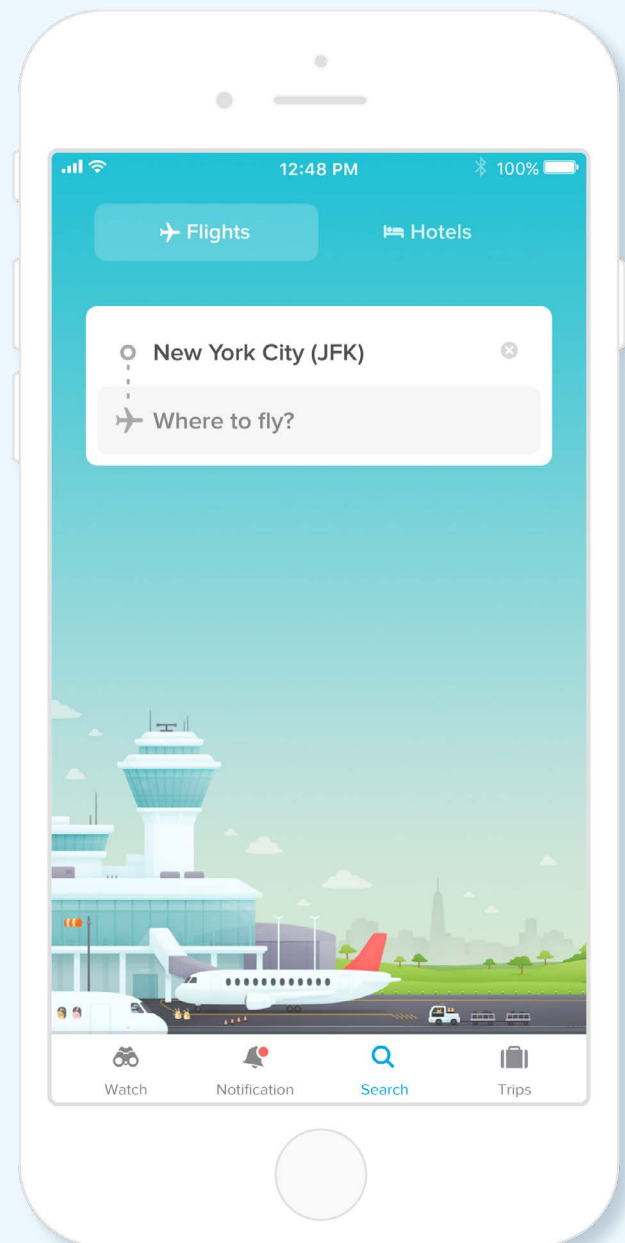 12:48 PM 100%
Flights Hotels
New York City (JFK)
Where to fly?
Watch Notification Search Trips